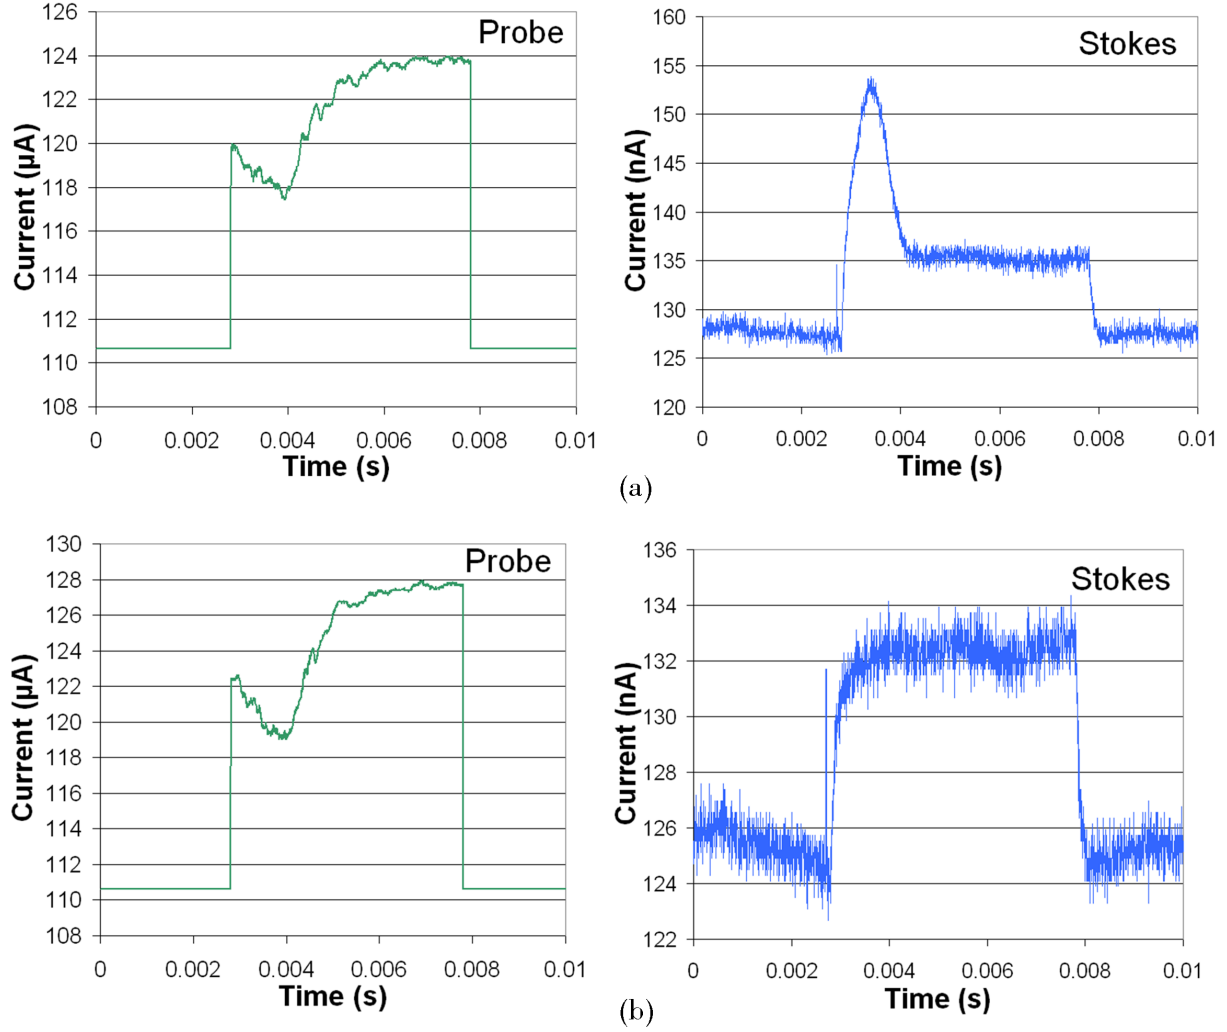 Probe
Current (µA)
126
124
122
120
118
116
114
112
110
108
0 0.002 0.004 0.006 0.008 0.01
Time (s)
Stokes
Current (nA)
160
155
150
145
140
135
130
125
120
0 0.002 0.004 0.006 0.008 0.01
Time (s)
(a)
Probe
Current (µA)
130
128
126
124
122
120
118
116
114
112
110
108
0 0.002 0.004 0.006 0.008 0.01
Time (s)
Stokes
Current (nA)
136
134
132
130
128
126
124
122
0 0.002 0.004 0.006 0.008 0.01
Time (s)
(b)